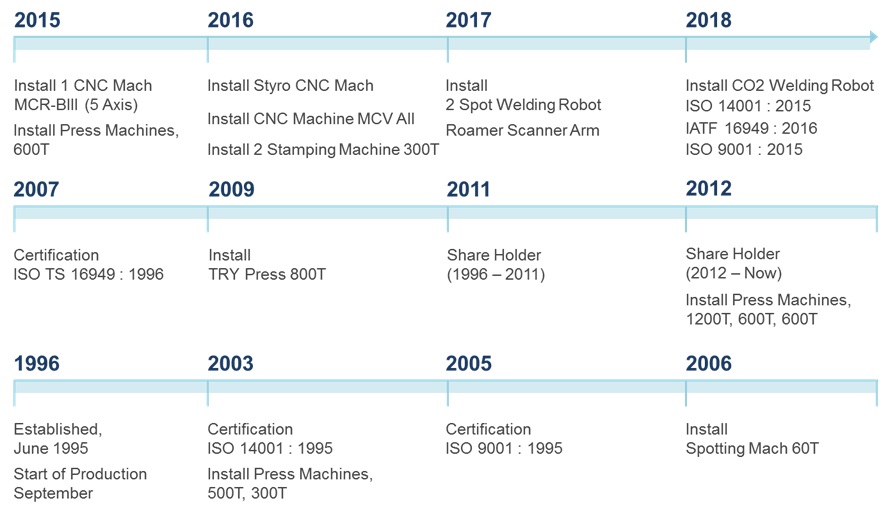 2015
Install 1 CNC Mach
MCR-BIII (5 Axis)
Install Press Machines,
600T
2016
Install Styro CNC Mach
Install CNC Machine MCV AII
Install 2 Stamping Machine 300T
2017
Install
2 Spot Welding Robot
Roamer Scanner Arm
2018
Install CO2 Welding Robot
ISO 14001 : 2015
IATF 16949 : 2016
ISO 9001 : 2015
2007
Certification
ISO TS 16949 : 1996
2009
Install
TRY Press 800T
2011
Share Holder
(1996 – 2011)
2012
Share Holder
(2012 – Now)
Install Press Machines,
1200T, 600T, 600T
1996
Established,
June 1995
Start of Production
September
2003
Certification
ISO 14001 : 1995
Install Press Machines,
500T, 300T
2005
Certification
ISO 9001 : 1995
2006
Install
Spotting Mach 60T